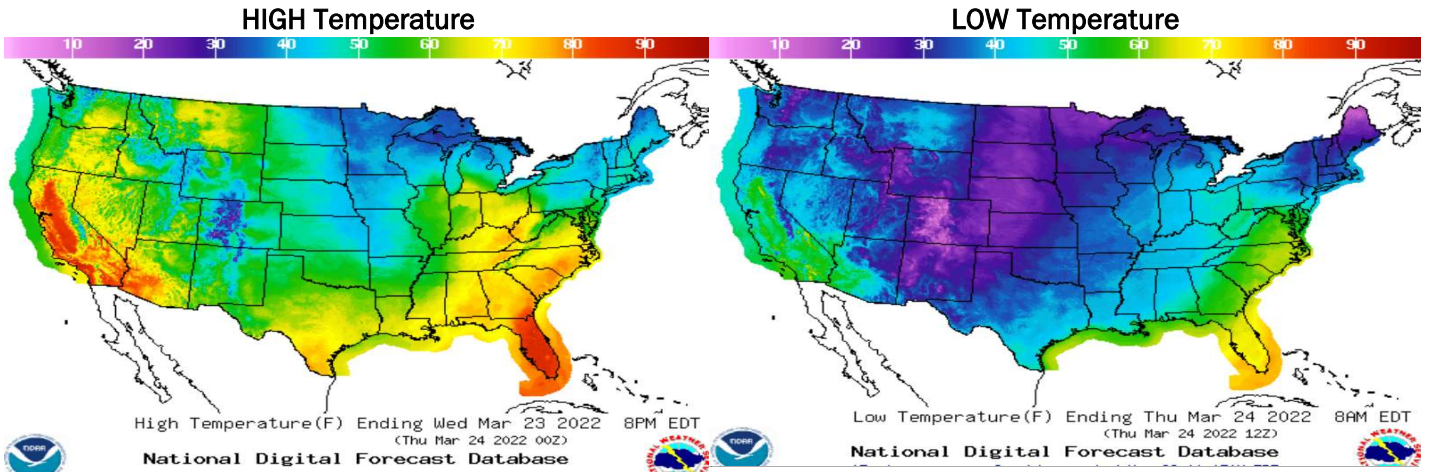 HIGH Temperature
10 20 30 40 50 60 70 80 90
High Temperature(F) Ending Wed Mar 23 2022 8PM EDT
(Thu Mar 24 2022 00Z)
National Digital Forecast Database
NOAA
LOW Temperature
10 20 30 40 50 60 70 80 90
Low Temperature(F) Ending Thu Mar 24 2022 8AM EDT
(Thu Mar 24 2022 12Z)
National Digital Forecast Database
NOAA